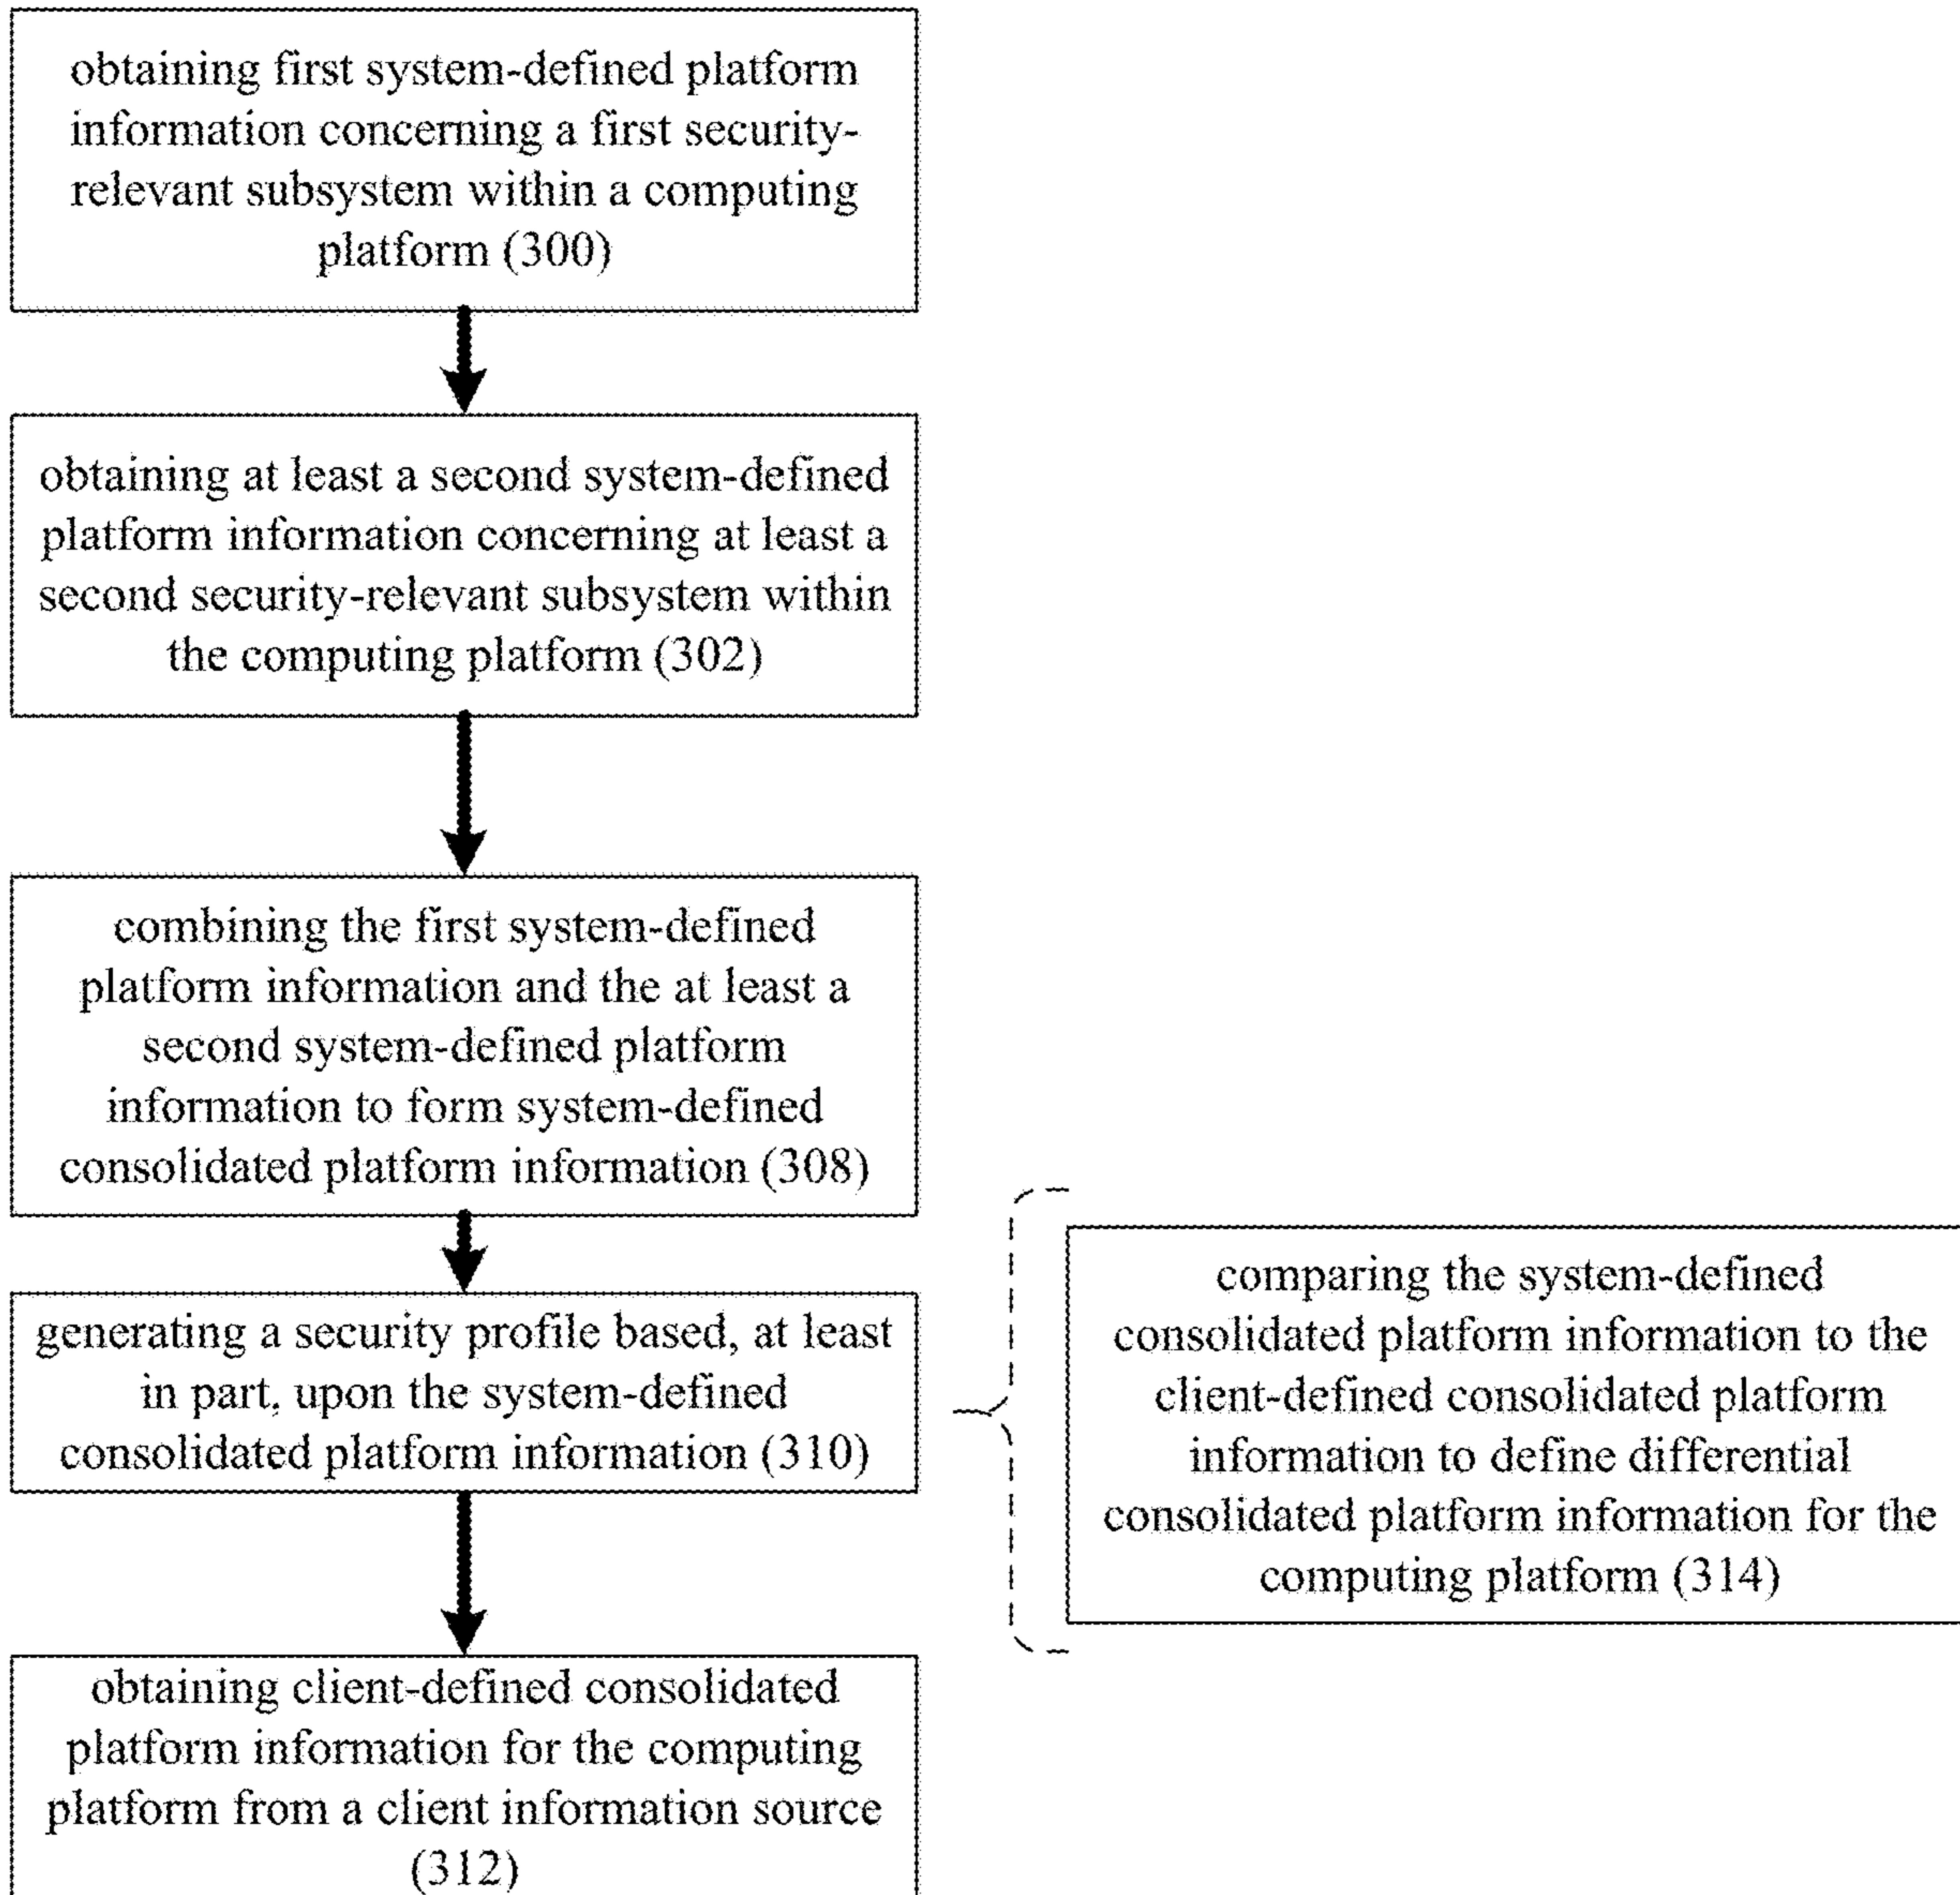 obtaining first system-defined platform
information concerning a first security-
relevant subsystem within a computing
platform (300)
obtaining at least a second system-defined
platform information concerning at least a
second security-relevant subsystem within
the computing platform (302)
combining the first system-defined
platform information and the at least a
second system-defined platform
information to form system-defined
consolidated platform information (308)
generating a security profile based, at least
in part, upon the system-defined
consolidated platform information (310)
comparing the system-defined
consolidated platform information to the
client-defined consolidated platform
information to define differential
consolidated platform information for the
computing platform (314)
obtaining client-defined consolidated
platform information for the computing
platform from a client information source
(312)